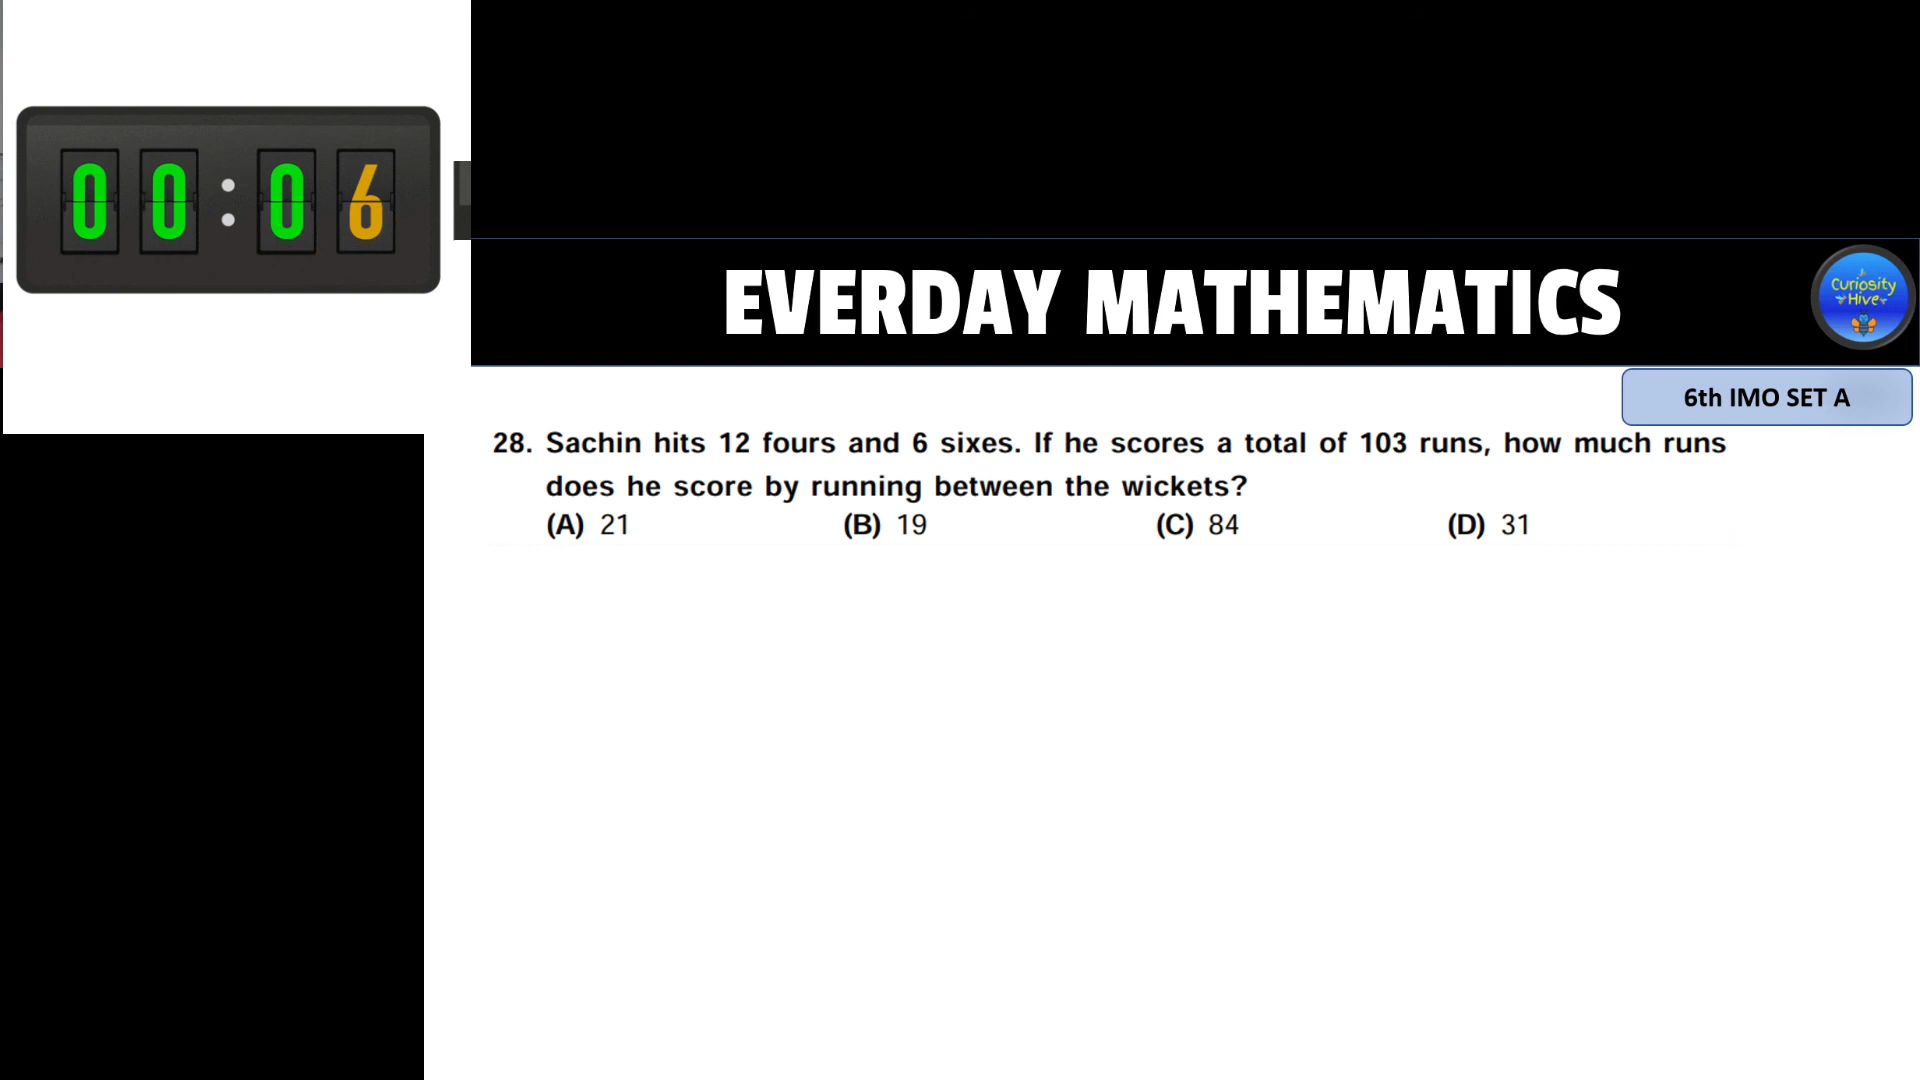 00:06
EVERDAY MATHEMATICS
Curiosity
Hive
6th IMO SET A
28. Sachin hits 12 fours and 6 sixes. If he scores a total of 103 runs, how much runs
does he score by running between the wickets?
(A) 21 (B) 19 (C) 84 (D) 31